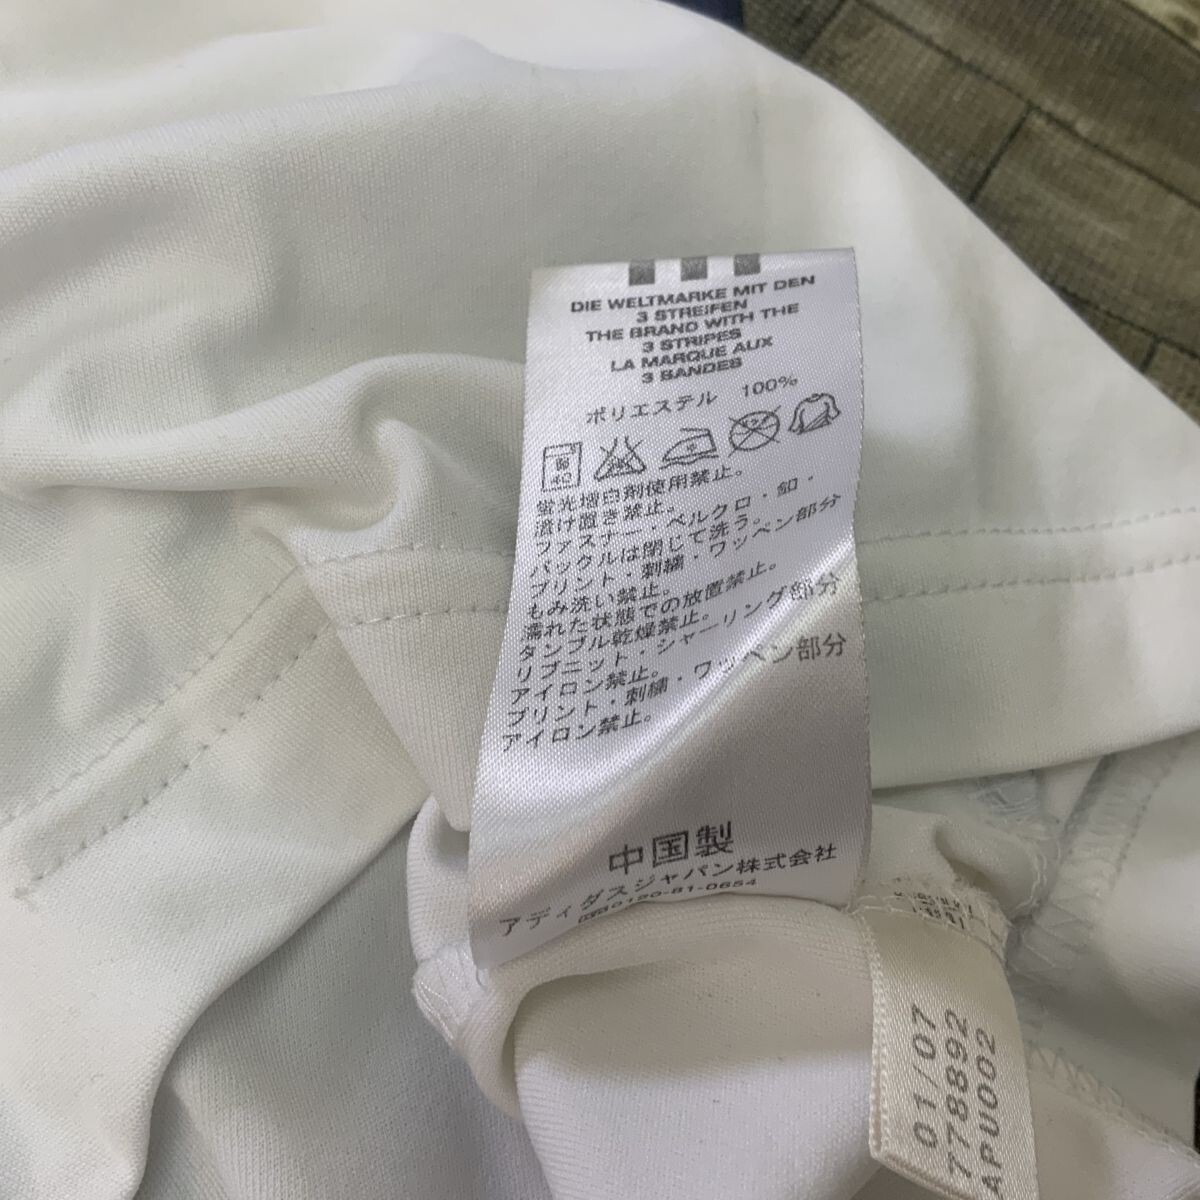 DIE WELTMARKE MIT DEN
3 STREIFEN
THE BRAND WITH THE
3 STRIPES
LA MARQUE AUX
3 BANDES
ポリエステル 100%
40
蛍光増白剤使用禁止。
漬け置き禁止。
ファスナー・ベルクロ・釦・
バックルは閉じて洗う。
プリント・刺繍・ワッペン部分
もみ洗い禁止。
濡れた状態での放置禁止。
タンブル乾燥禁止。
リブニット・シャーリング部分
アイロン禁止。
プリント・刺繍・ワッペン部分
アイロン禁止。
中国製
アディダスジャパン株式会社
0120-81-0654
01/07
778892
APU002